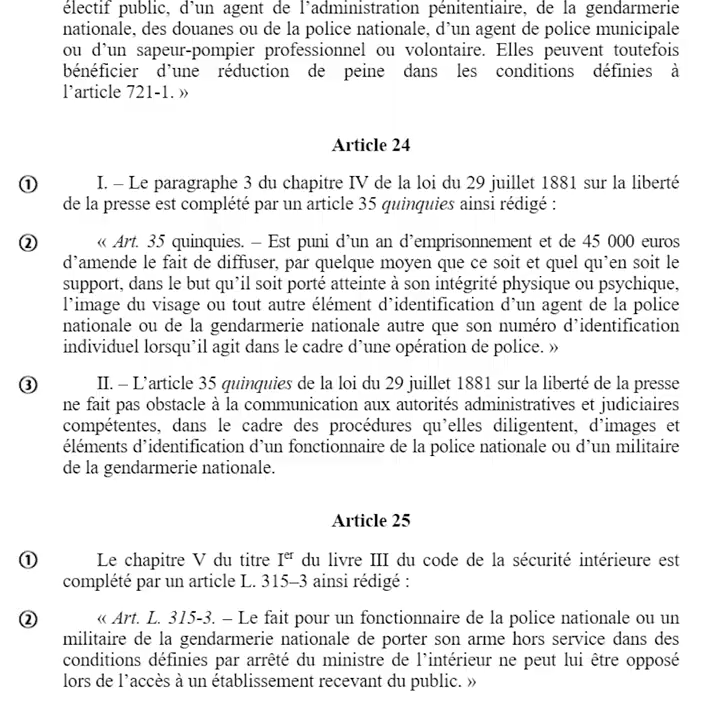 électif public, d’un agent de l’administration pénitentiaire, de la gendarmerie
nationale, des douanes ou de la police nationale, d’un agent de police municipale
ou d’un sapeur-pompier professionnel ou volontaire. Elles peuvent toutefois
bénéficier d’une réduction de peine dans les conditions définies à
l’article 721-1. »
Article 24
① I. – Le paragraphe 3 du chapitre IV de la loi du 29 juillet 1881 sur la liberté
de la presse est complété par un article 35 quinquies ainsi rédigé :
② « Art. 35 quinquies. – Est puni d’un an d’emprisonnement et de 45 000 euros
d’amende le fait de diffuser, par quelque moyen que ce soit et quel qu’en soit le
support, dans le but qu’il soit porté atteinte à son intégrité physique ou psychique,
l’image du visage ou tout autre élément d’identification d’un agent de la police
nationale ou de la gendarmerie nationale autre que son numéro d’identification
individuel lorsqu’il agit dans le cadre d’une opération de police. »
③ II. – L’article 35 quinquies de la loi du 29 juillet 1881 sur la liberté de la presse
ne fait pas obstacle à la communication aux autorités administratives et judiciaires
compétentes, dans le cadre des procédures qu’elles diligentent, d’images et
éléments d’identification d’un fonctionnaire de la police nationale ou d’un militaire
de la gendarmerie nationale.
Article 25
① Le chapitre V du titre Ier du livre III du code de la sécurité intérieure est
complété par un article L. 315–3 ainsi rédigé :
② « Art. L. 315-3. – Le fait pour un fonctionnaire de la police nationale ou un
militaire de la gendarmerie nationale de porter son arme hors service dans des
conditions définies par arrêté du ministre de l’intérieur ne peut lui être opposé
lors de l’accès à un établissement recevant du public. »